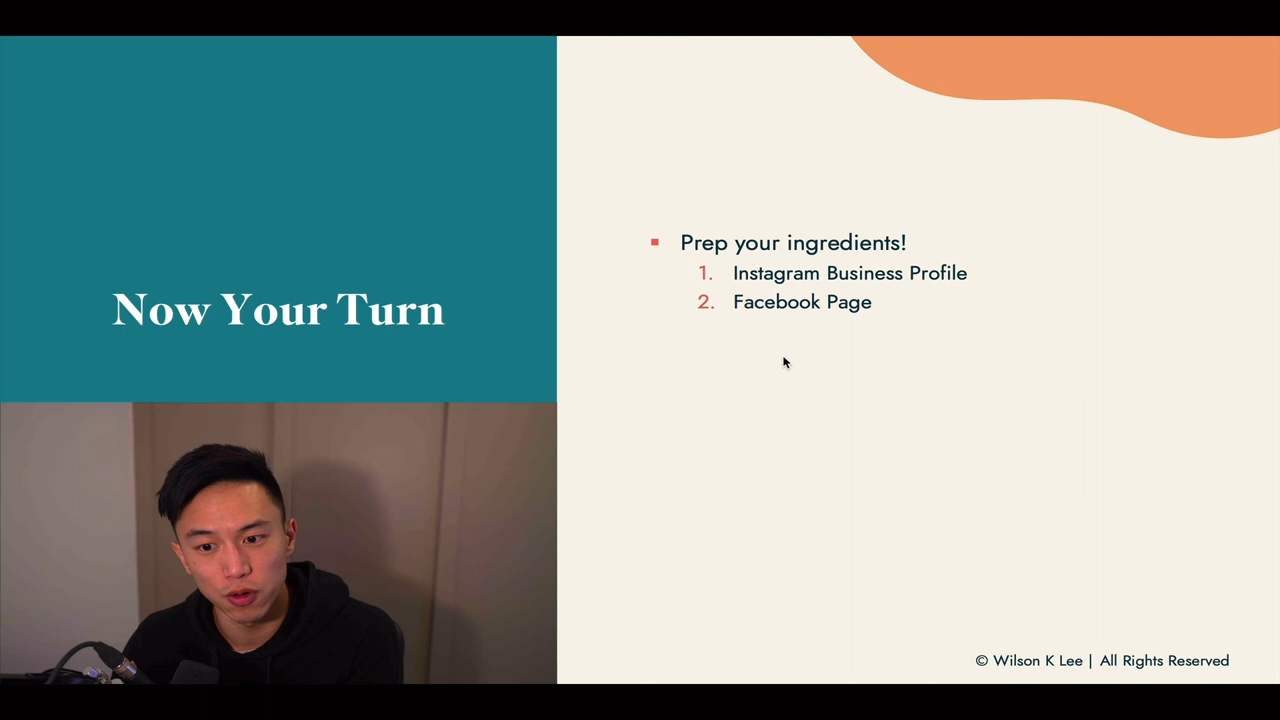 Now Your Turn
Prep your ingredients!
1. Instagram Business Profile
2. Facebook Page
© Wilson K Lee | All Rights Reserved